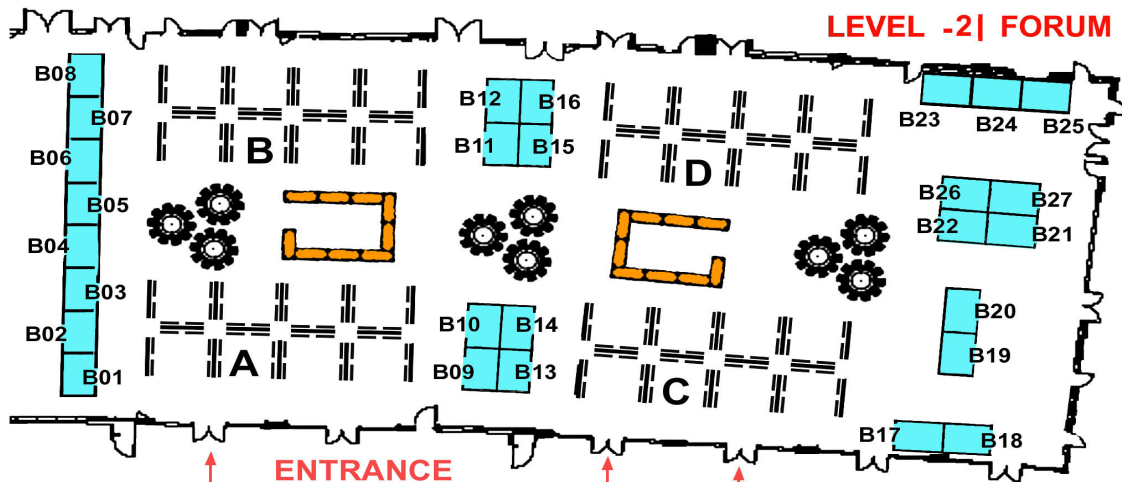 LEVEL -2| FORUM
B08
B07
B06
B05
B04
B03
B02
B01
B
A
B12
B16
B11
B15
B10
B14
B09
B13
D
C
B23
B24
B25
B26
B27
B22
B21
B20
B19
B17
B18
ENTRANCE